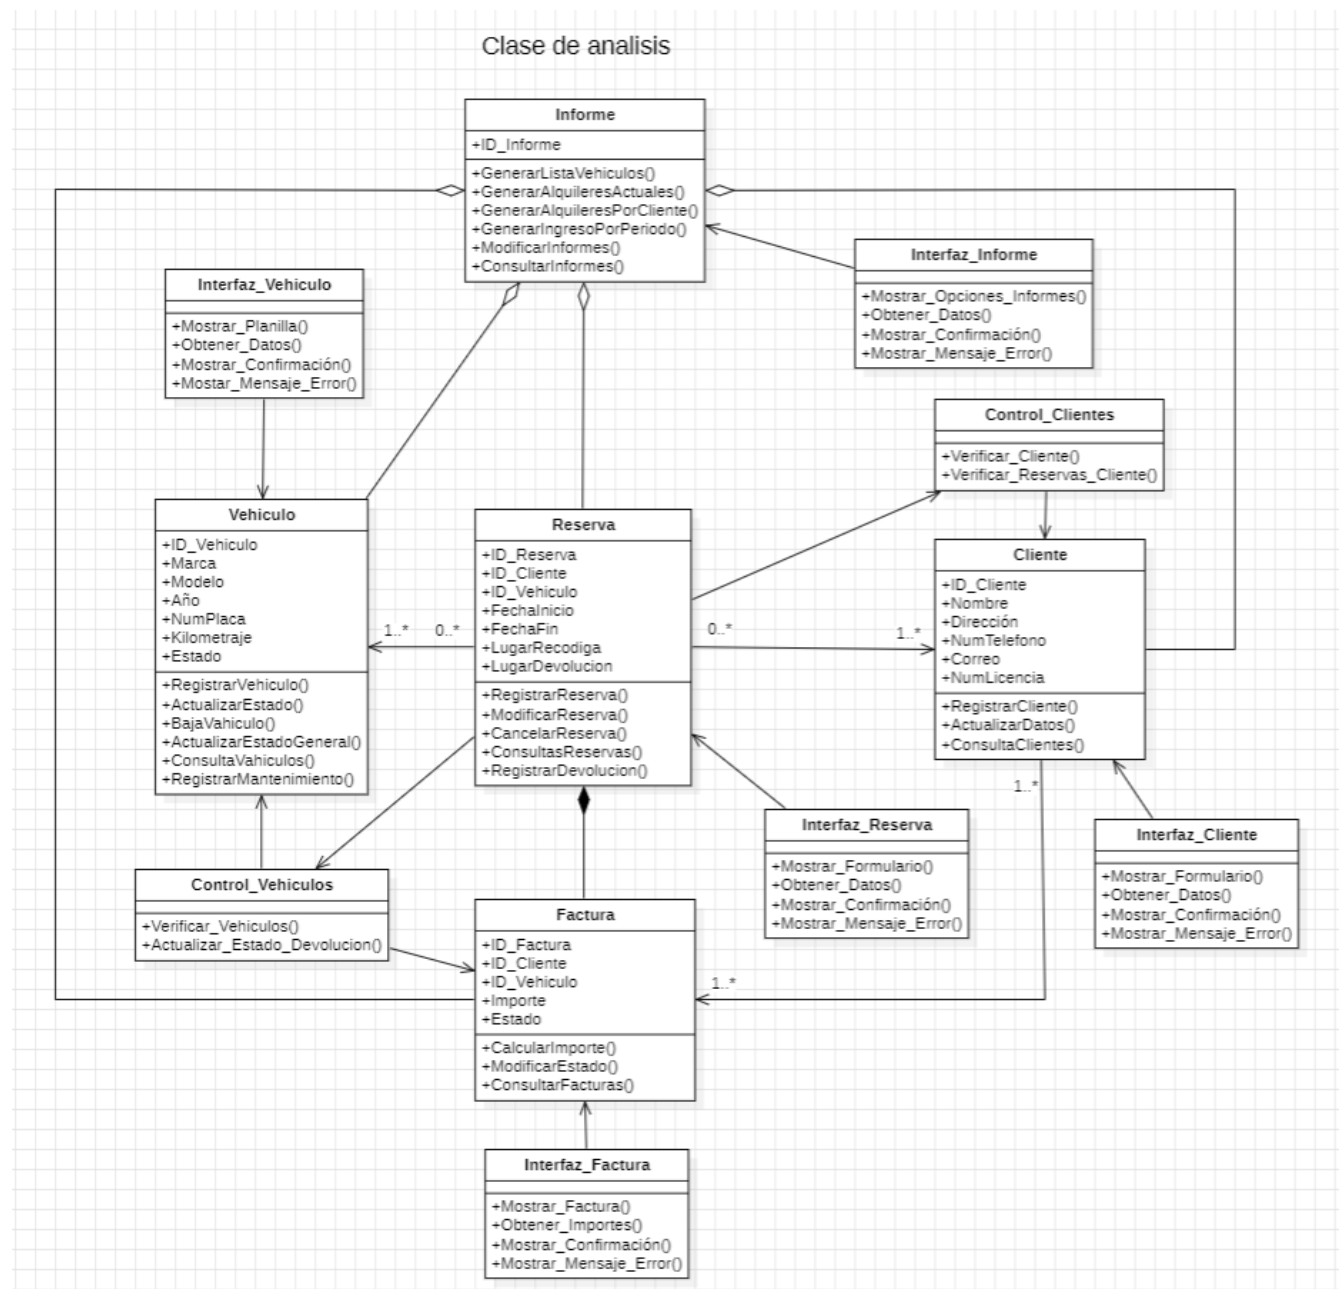 Clase de analisis
Informe
+ID_Informe
+GenerarListaVehiculos()
+GenerarAlquileresActuales()
+GenerarAlquileresPorCliente()
+GenerarIngresoPorPeriodo()
+ModificarInformes()
+ConsultarInformes()
Interfaz_Informe
+Mostrar_Opciones_Informes()
+Obtener_Datos()
+Mostrar_Confirmación()
+Mostrar_Mensaje_Error()
Interfaz_Vehiculo
+Mostrar_Planilla()
+Obtener_Datos()
+Mostrar_Confirmación()
+Mostar_Mensaje_Error()
Control_Clientes
+Verificar_Cliente()
+Verificar_Reservas_Cliente()
Vehiculo
+ID_Vehiculo
+Marca
+Modelo
+Año
+NumPlaca
+Kilometraje
+Estado
+RegistrarVehiculo()
+ActualizarEstado()
+BajaVahiculo()
+ActualizarEstadoGeneral()
+ConsultaVahiculos()
+RegistrarMantenimiento()
1..*
0..*
Reserva
+ID_Reserva
+ID_Cliente
+ID_Vehiculo
+FechaInicio
+FechaFin
+LugarRecodiga
+LugarDevolucion
+RegistrarReserva()
+ModificarReserva()
+CancelarReserva()
+ConsultasReservas()
+RegistrarDevolucion()
0..*
1..*
Cliente
+ID_Cliente
+Nombre
+Dirección
+NumTelefono
+Correo
+NumLicencia
+RegistrarCliente()
+ActualizarDatos()
+ConsultaClientes()
1..*
Interfaz_Reserva
+Mostrar_Formulario()
+Obtener_Datos()
+Mostrar_Confirmación()
+Mostrar_Mensaje_Error()
Interfaz_Cliente
+Mostrar_Formulario()
+Obtener_Datos()
+Mostrar_Confirmación()
+Mostrar_Mensaje_Error()
Control_Vehiculos
+Verificar_Vehiculos()
+Actualizar_Estado_Devolucion()
Factura
+ID_Factura
+ID_Cliente
+ID_Vehiculo
+Importe
+Estado
+CalcularImporte()
+ModificarEstado()
+ConsultarFacturas()
1..*
Interfaz_Factura
+Mostrar_Factura()
+Obtener_Importes()
+Mostrar_Confirmación()
+Mostrar_Mensaje_Error()